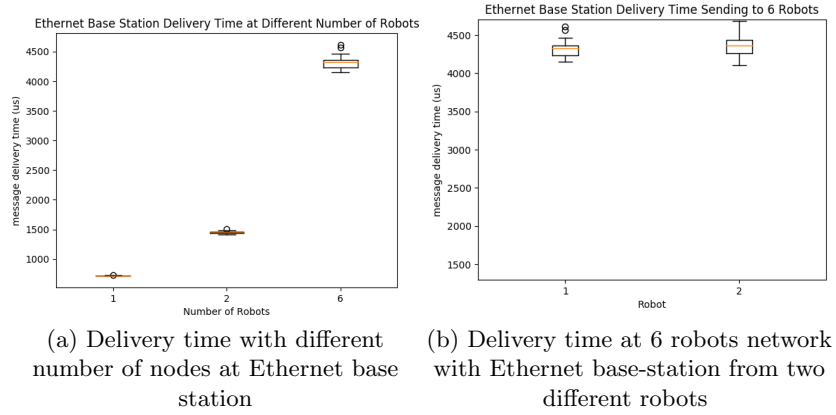 Ethernet Base Station Delivery Time at Different Number of Robots
4500
4000
3500
3000
2500
2000
1500
1000
message delivery time (us)
1
2
6
Number of Robots
(a) Delivery time with different
number of nodes at Ethernet base
station
Ethernet Base Station Delivery Time Sending to 6 Robots
4500
4000
3500
3000
2500
2000
1500
message delivery time (us)
1
2
Robot
(b) Delivery time at 6 robots network
with Ethernet base-station from two
different robots